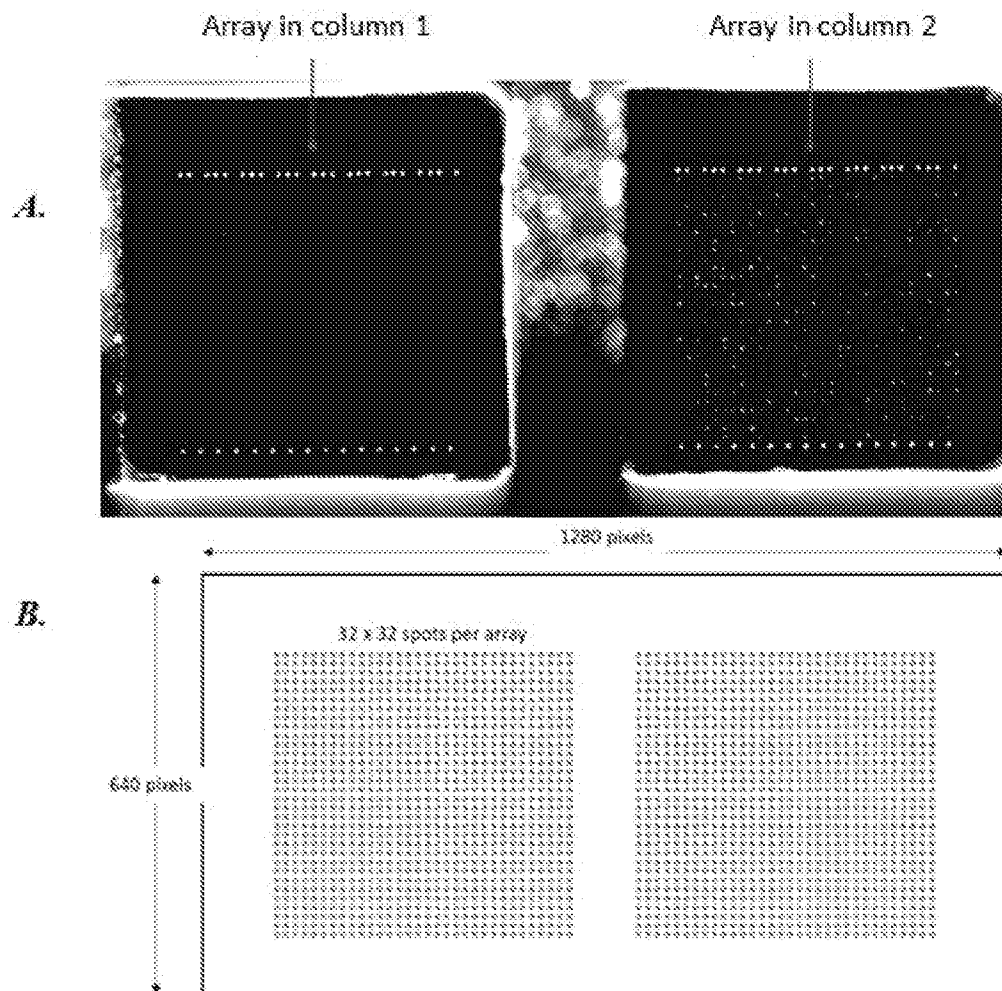 Array in column 1
Array in column 2
A.
1280 pixels
B.
32 x 32 spots per array
640 pixels